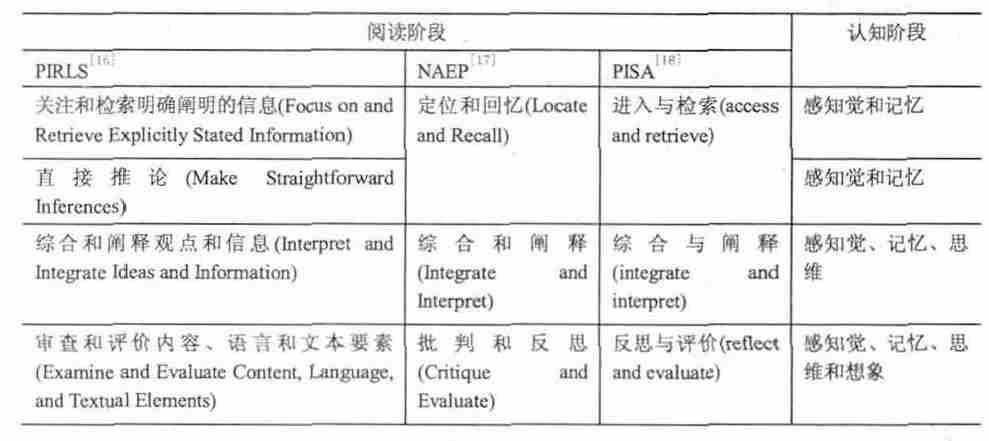 阅读阶段 认知阶段
PIRLS[16] NAEP[17] PISA[18]
关注和检索明确阐明的信息(Focus on and 定位和回忆(Locate 进入与检索(access 感知觉和记忆
Retrieve Explicitly Stated Information) and Recall) and retrieve)
直接推论(Make Straightforward 感知觉和记忆
Inferences)
综合和阐释观点和信息(Interpret and 综合和阐释 综合与阐释 感知觉、记忆、思
Integrate Ideas and Information) (Integrate and (integrate and 维
Interpret) interpret)
审查和评价内容、语言和文本要素 批判和反思 反思与评价(reflect 感知觉、记忆、思
(Examine and Evaluate Content, Language, (Critique and and evaluate) 维和想象
and Textual Elements) Evaluate)